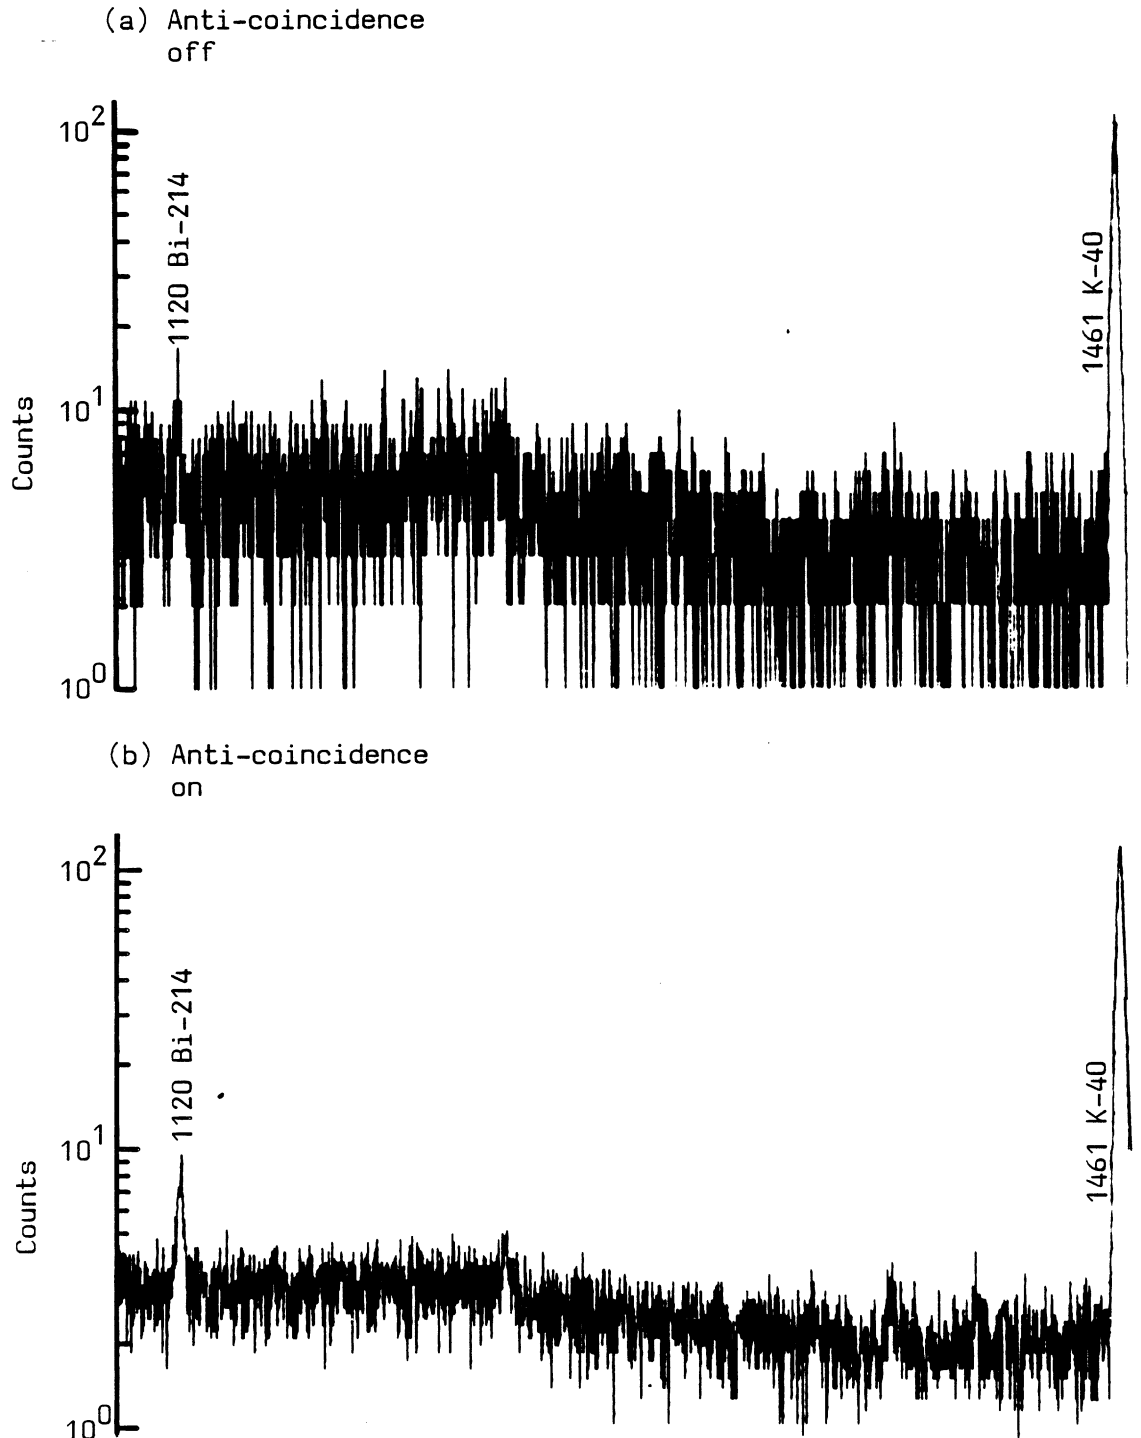 (a) Anti-coincidence
off
10²
1120 Bi-214
1461 K-40
10¹
Counts
10⁰
(b) Anti-coincidence
on
10²
1120 Bi-214
1461 K-40
10¹
Counts
10⁰